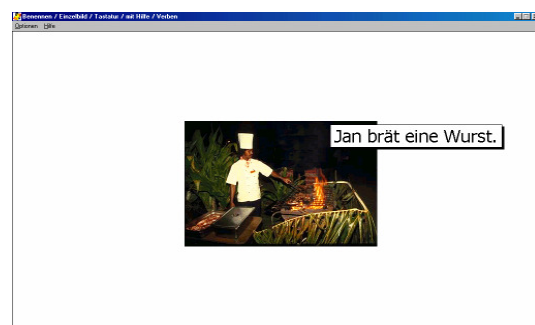 Benennen / Einzelbild / Tastatur / mit Hilfe / Verben
Optionen Hilfe
Jan brät eine Wurst.